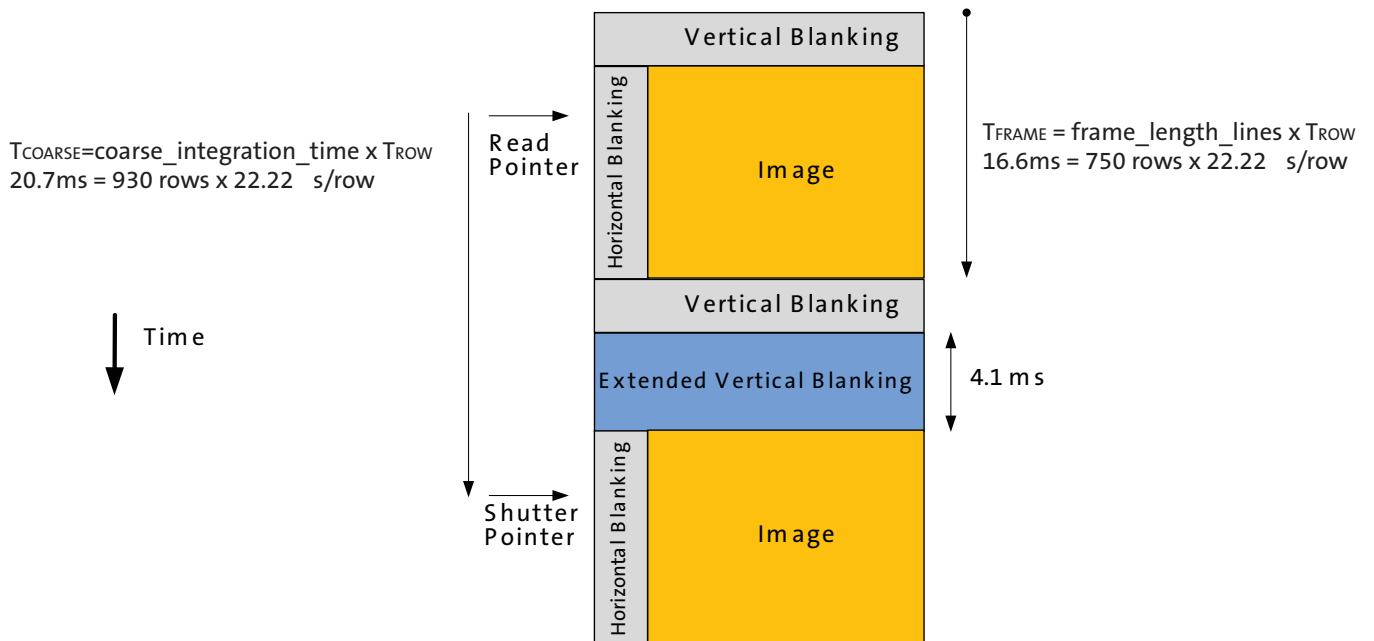 Vertical Blanking
Horizontal Blanking
Image
Read
Pointer
TCOARSE=coarse_integration_time x TROW
20.7ms = 930 rows x 22.22 s/row
TFRAME = frame_length_lines x TROW
16.6ms = 750 rows x 22.22 s/row
Vertical Blanking
Time
Extended Vertical Blanking
4.1 ms
Horizontal Blanking
Image
Shutter
Pointer